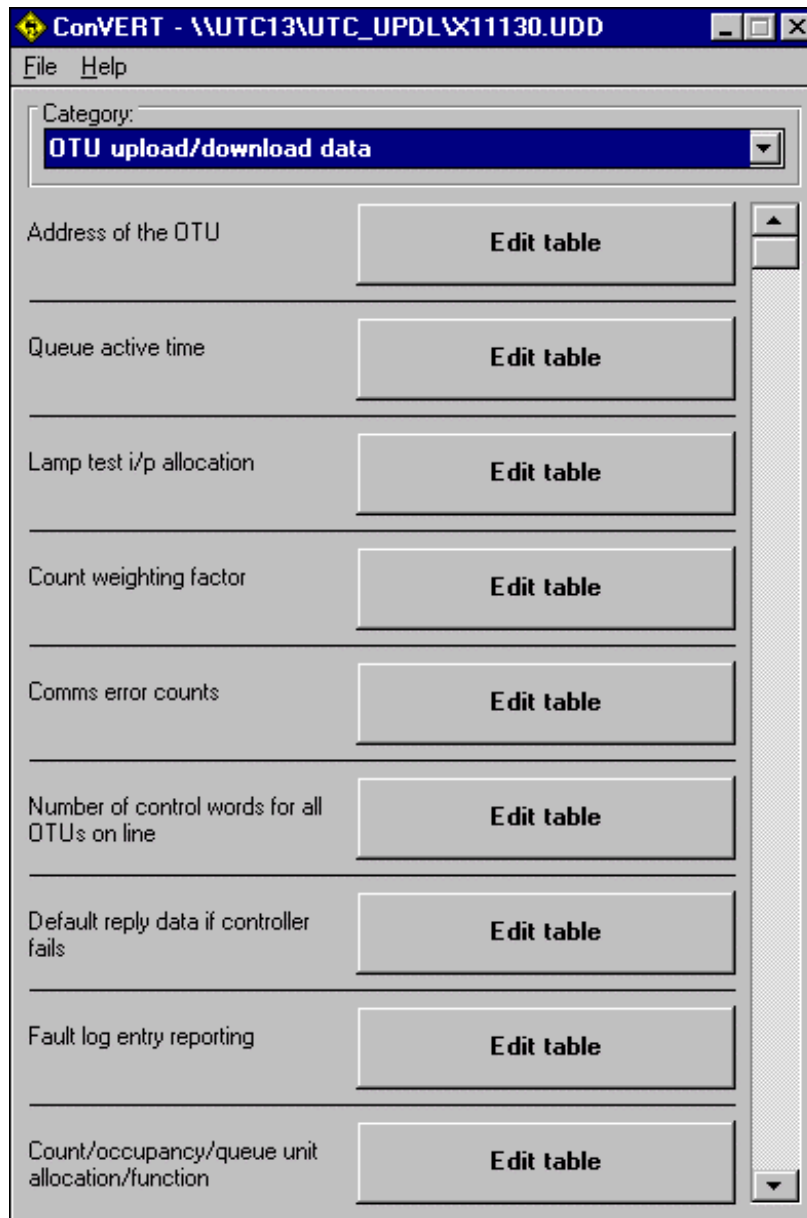 ConVERT - \\UTC13\UTC_UPDL\X11130.UDD
File Help
Category:
OTU upload/download data
Address of the OTU
Edit table
Queue active time
Edit table
Lamp test i/p allocation
Edit table
Count weighting factor
Edit table
Comms error counts
Edit table
Number of control words for all
OTUs on line
Edit table
Default reply data if controller
fails
Edit table
Fault log entry reporting
Edit table
Count/occupancy/queue unit
allocation/function
Edit table